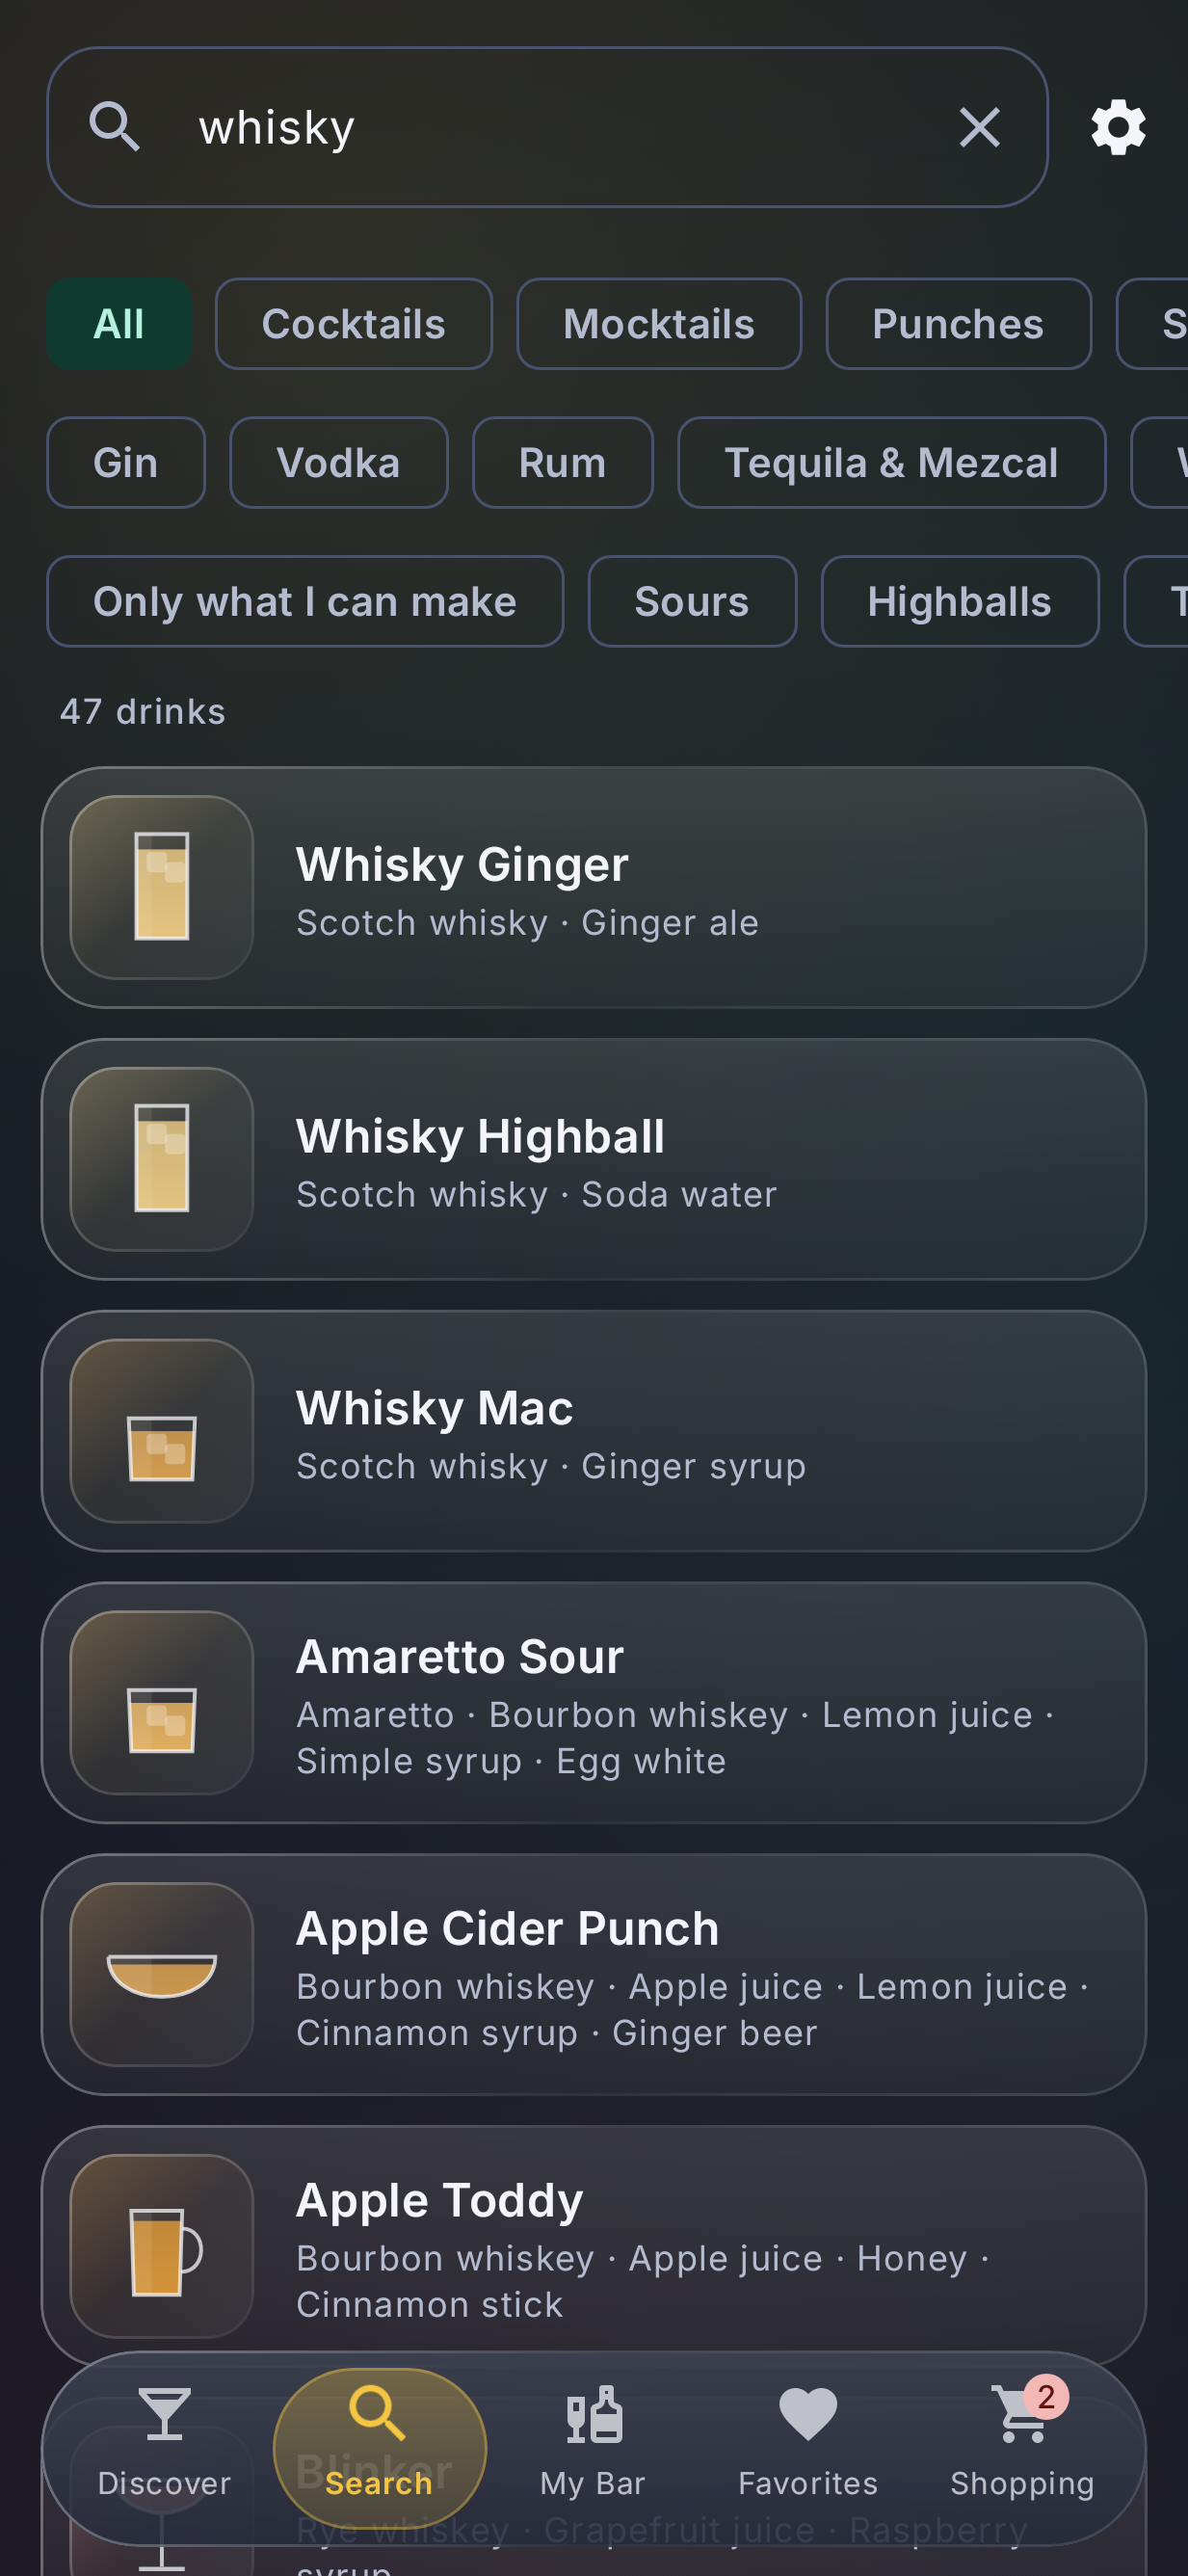 whisky
All
Cocktails
Mocktails
Punches
S
Gin
Vodka
Rum
Tequila & Mezcal
Only what I can make
Sours
Highballs
T
47 drinks
Whisky Ginger
Scotch whisky · Ginger ale
Whisky Highball
Scotch whisky · Soda water
Whisky Mac
Scotch whisky · Ginger syrup
Amaretto Sour
Amaretto · Bourbon whiskey · Lemon juice ·
Simple syrup · Egg white
Apple Cider Punch
Bourbon whiskey · Apple juice · Lemon juice ·
Cinnamon syrup · Ginger beer
Apple Toddy
Bourbon whiskey · Apple juice · Honey ·
Cinnamon stick
2
Blinker
Discover
Search
My Bar
Favorites
Shopping
Rye whiskey · Grapefruit juice · Raspberry
syrup